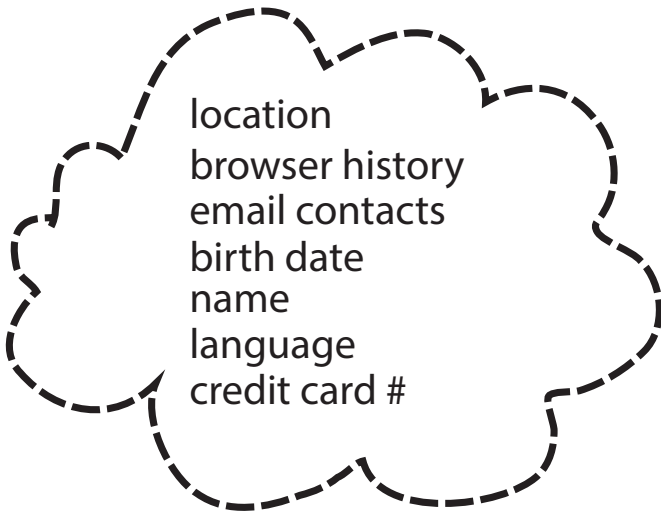 location
browser history
email contacts
birth date
name
language
credit card #